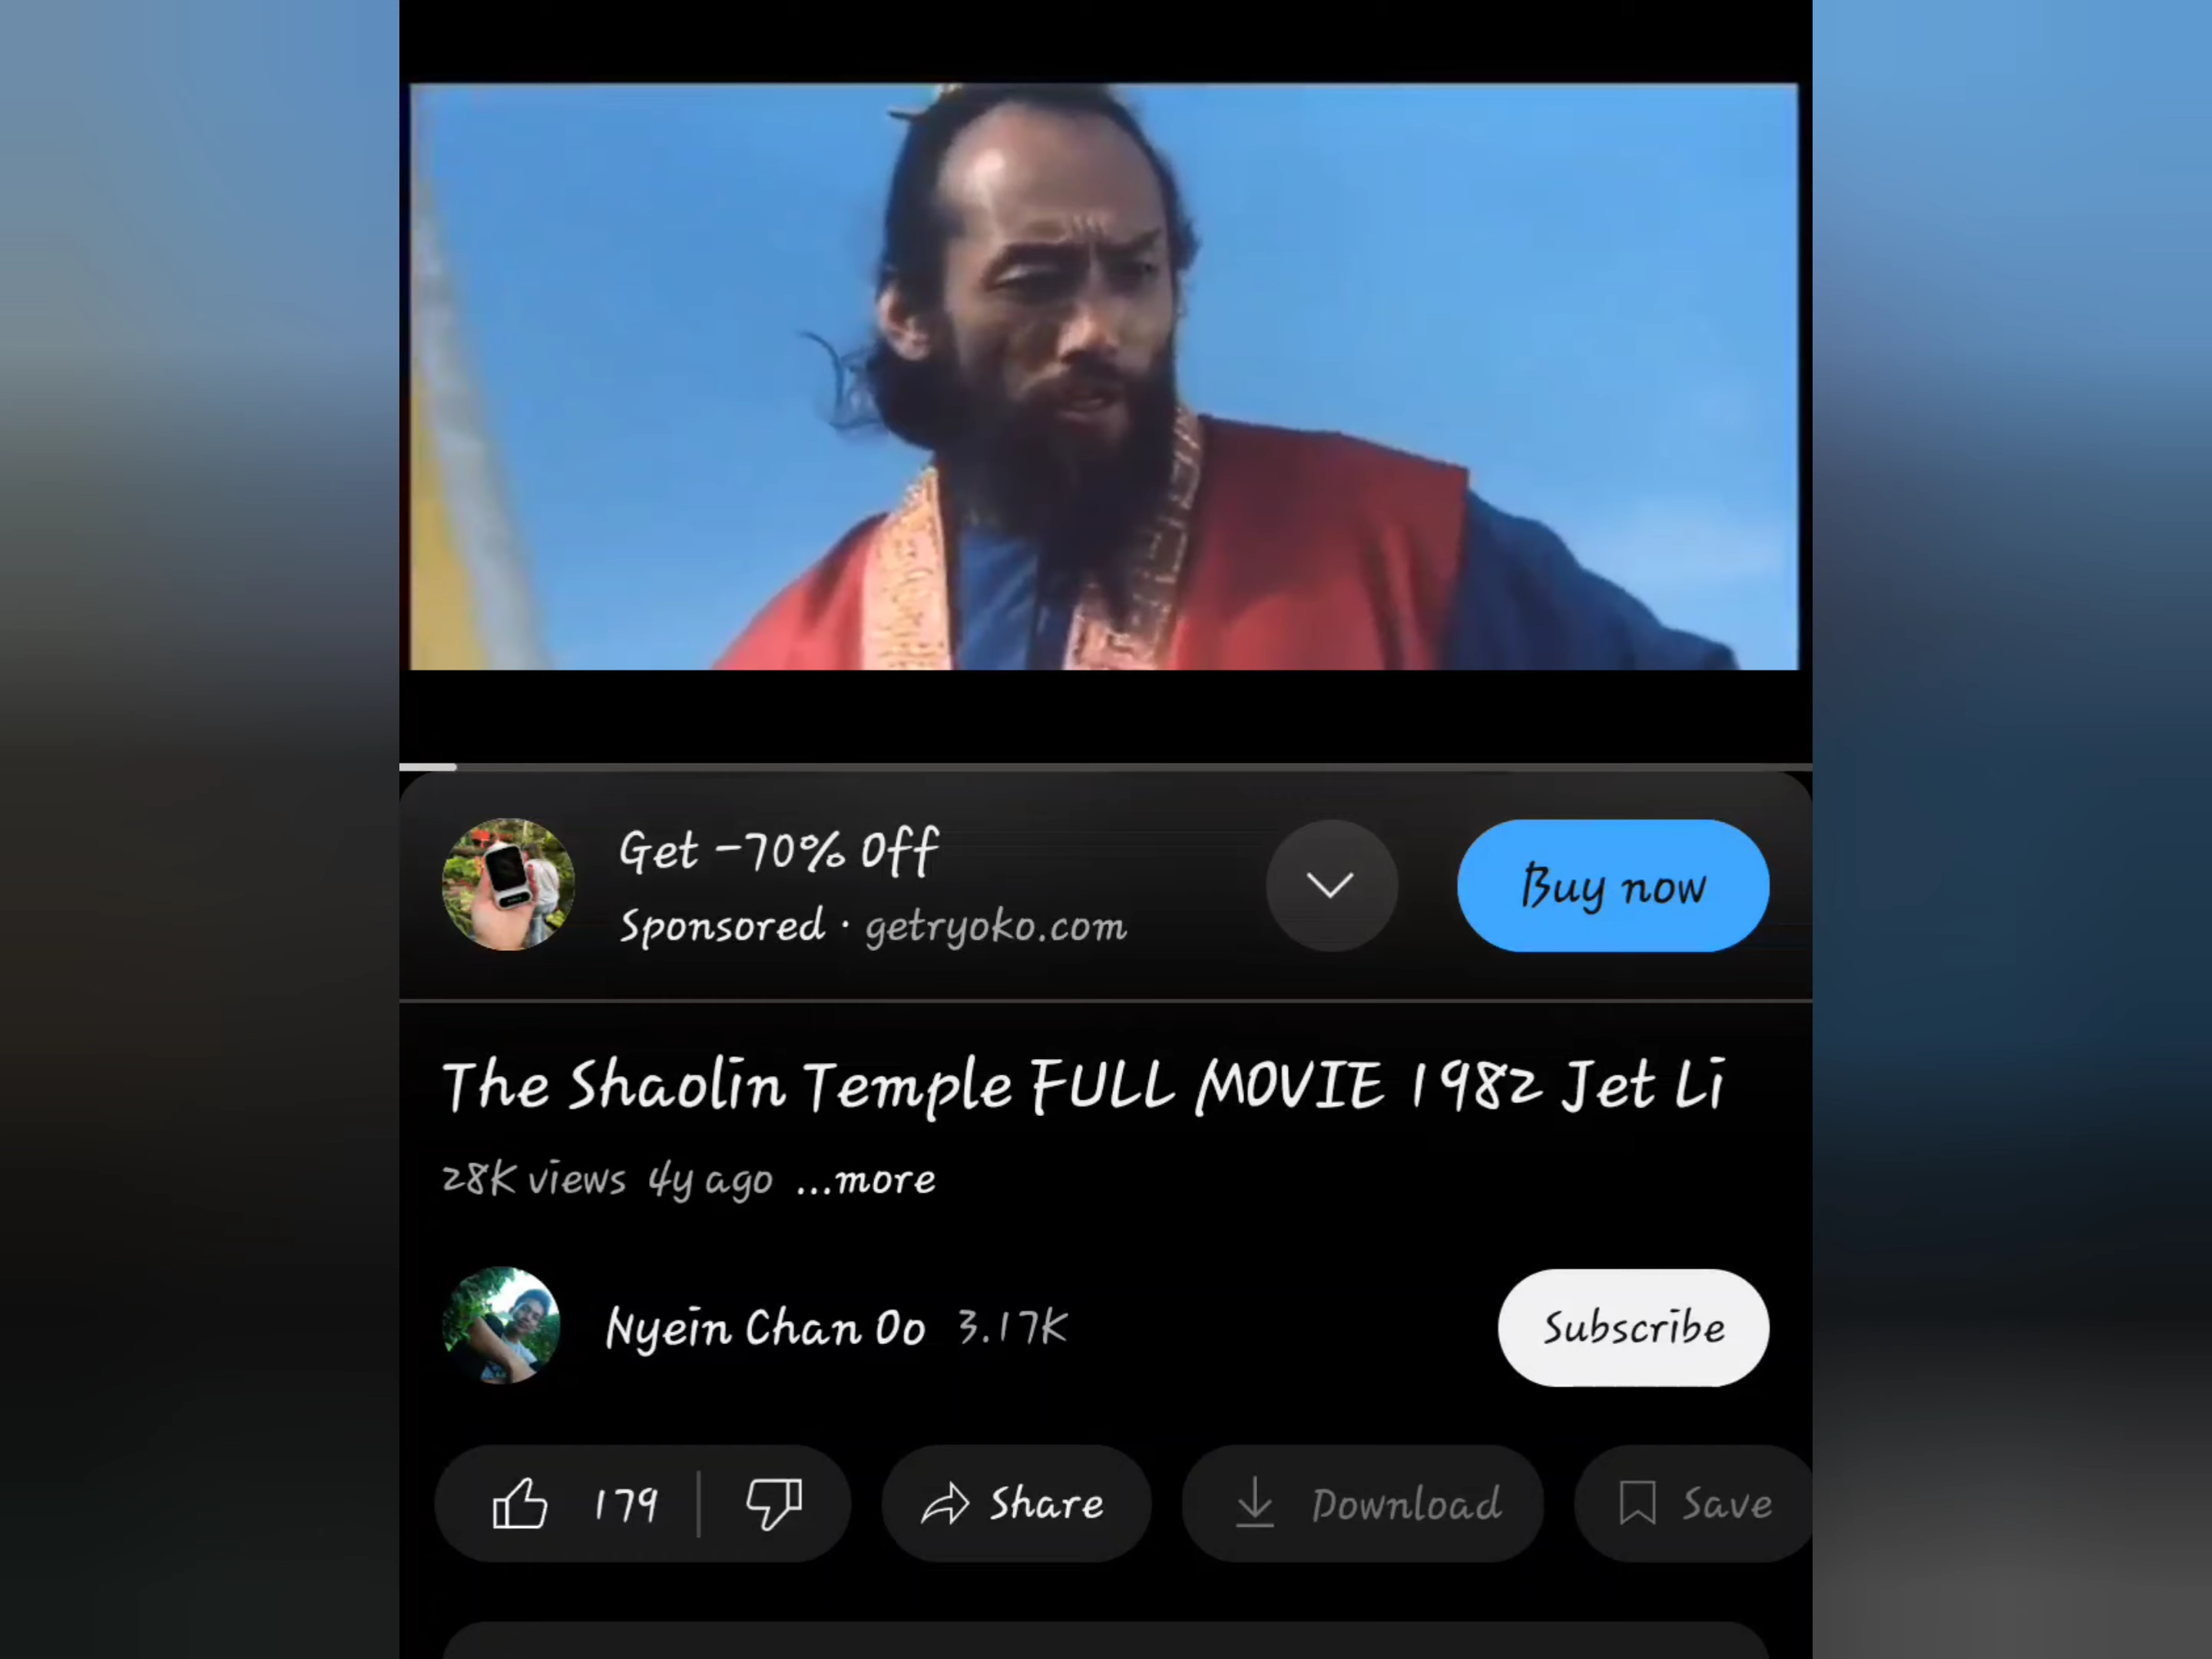 Get -70% Off
Sponsored · getryoko.com
Buy now
The Shaolin Temple FULL MOVIE 1982 Jet Li
28K views 4y ago ...more
Nyein Chan Oo 3.17K
Subscribe
179
Share
Download
Save